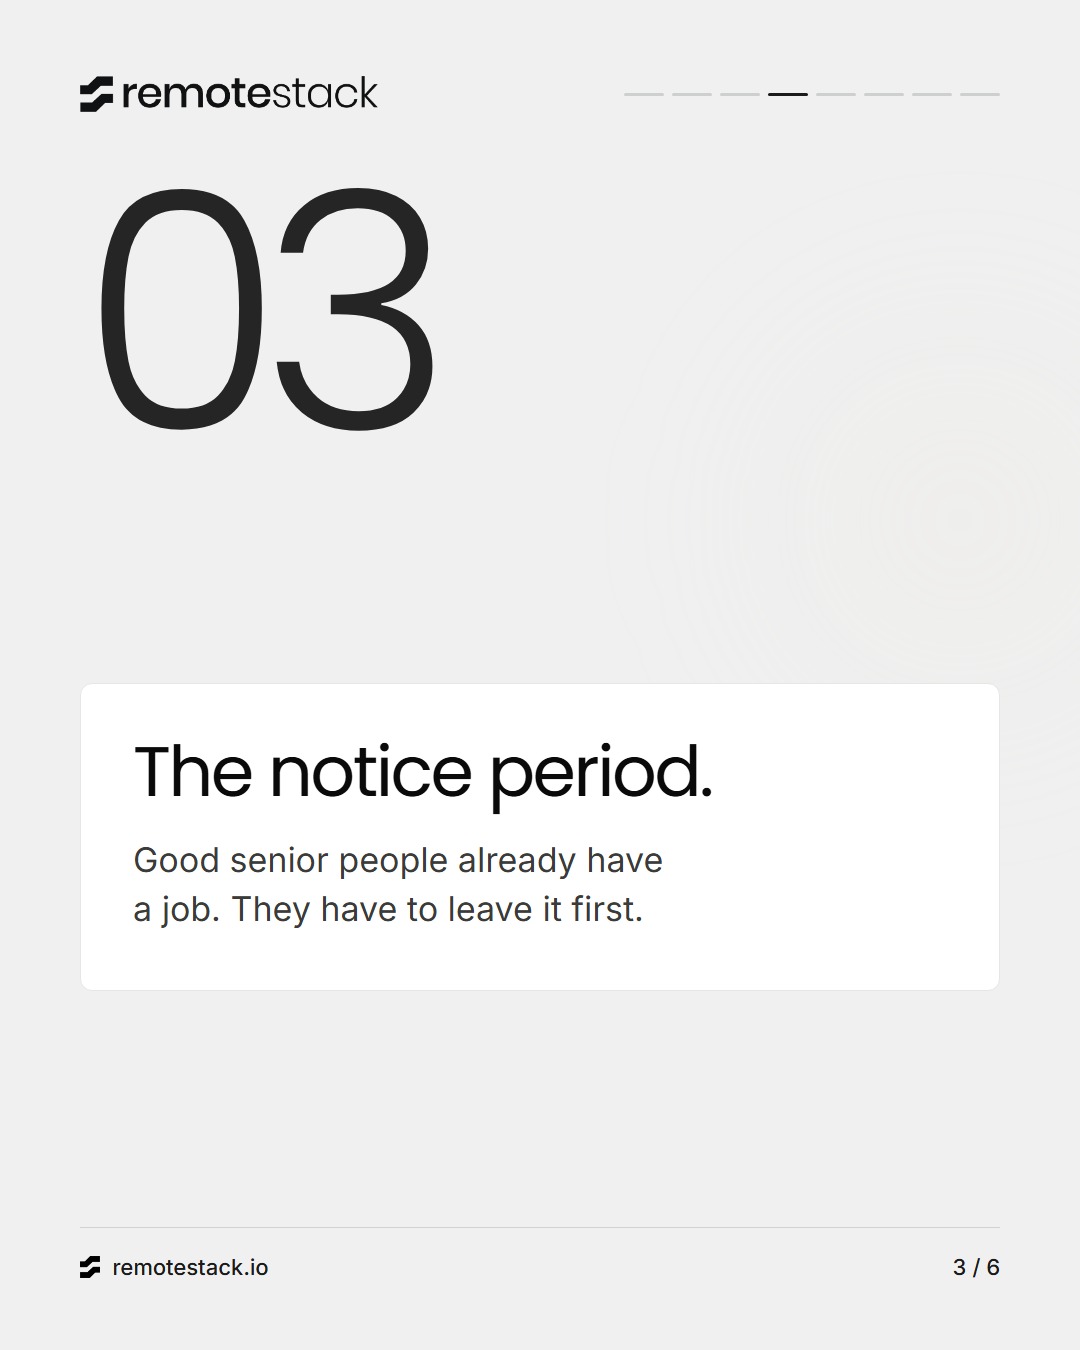 remotestack
03
The notice period.
Good senior people already have
a job. They have to leave it first.
remotestack.io
3 / 6